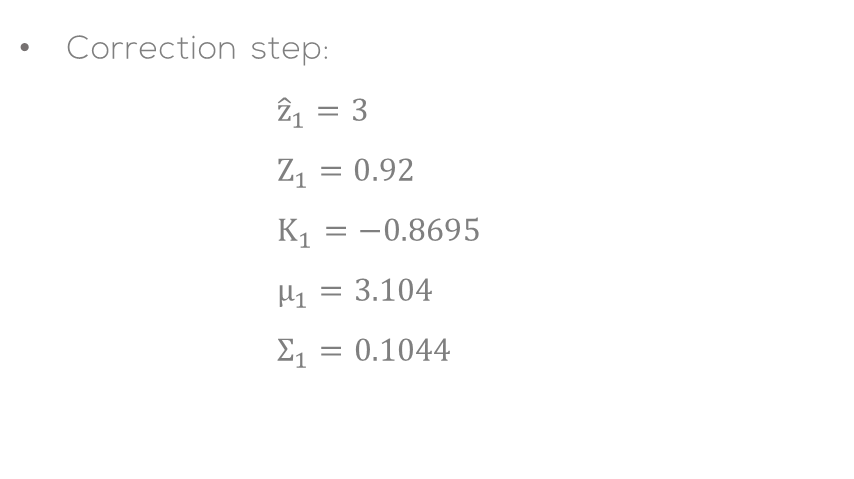 • Correction step:
ẑ₁ = 3
Z₁ = 0.92
K₁ = −0.8695
μ₁ = 3.104
Σ₁ = 0.1044